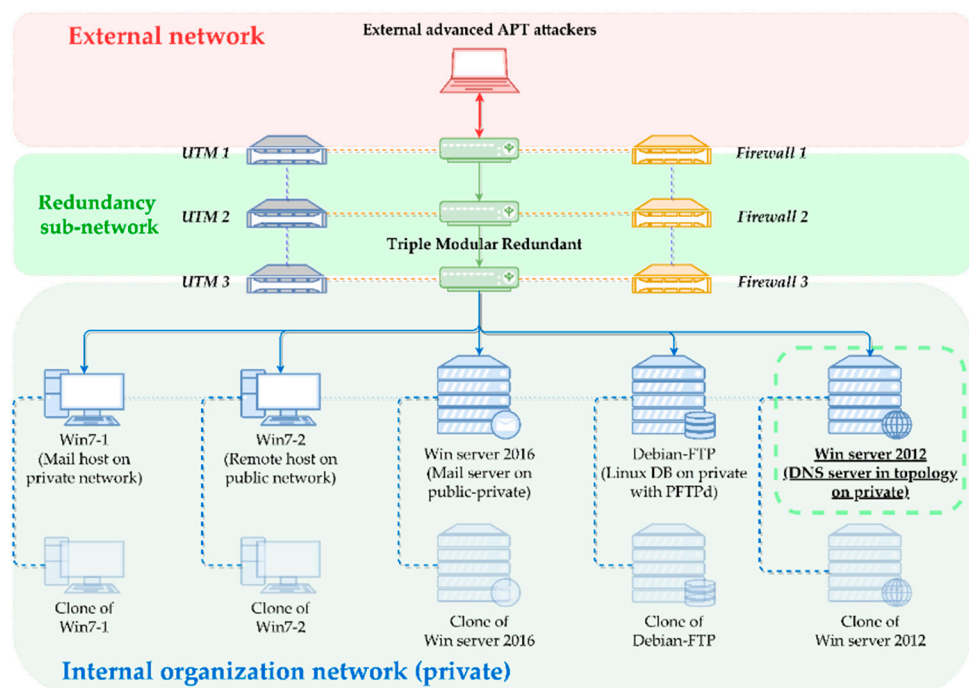 External network
External advanced APT attackers
UTM 1
Firewall 1
Redundancy
sub-network
UTM 2
Firewall 2
Triple Modular Redundant
UTM 3
Firewall 3
Win7-1
(Mail host on
private network)
Win7-2
(Remote host on
public network)
Win server 2016
(Mail server on
public-private)
Debian-FTP
(Linux DB on private
with PFTPd)
Win server 2012
(DNS server in topology
on private)
Clone of
Win7-1
Clone of
Win7-2
Clone of
Win server 2016
Clone of
Debian-FTP
Clone of
Win server 2012
Internal organization network (private)